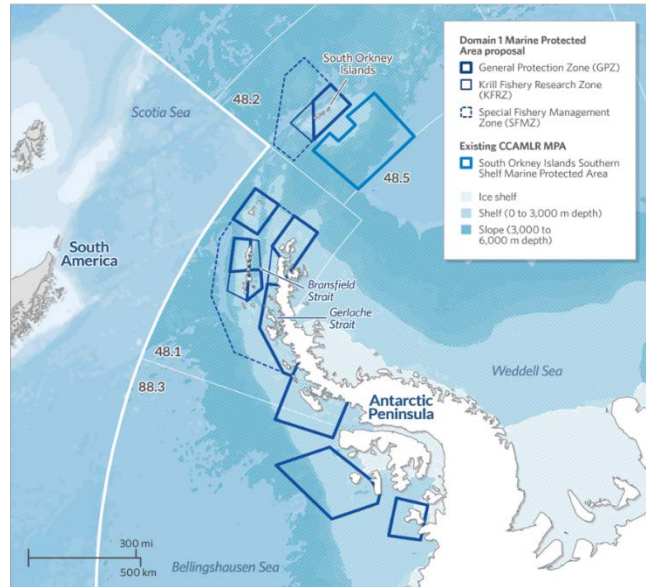 Domain 1 Marine Protected
Area proposal
General Protection Zone (GPZ)
Krill Fishery Research Zone
(KFRZ)
Special Fishery Management
Zone (SFMZ)
Existing CCAMLR MPA
South Orkney Islands Southern
Shelf Marine Protected Area
Ice shelf
Shelf (0 to 3,000 m depth)
Slope (3,000 to
6,000 m depth)
South Orkney
Islands
48.2
Scotia Sea
48.5
South
America
Bransfield
Strait
Gerlache
Strait
48.1
88.3
Weddell Sea
Antarctic
Peninsula
300 mi
500 km
Bellingshausen Sea